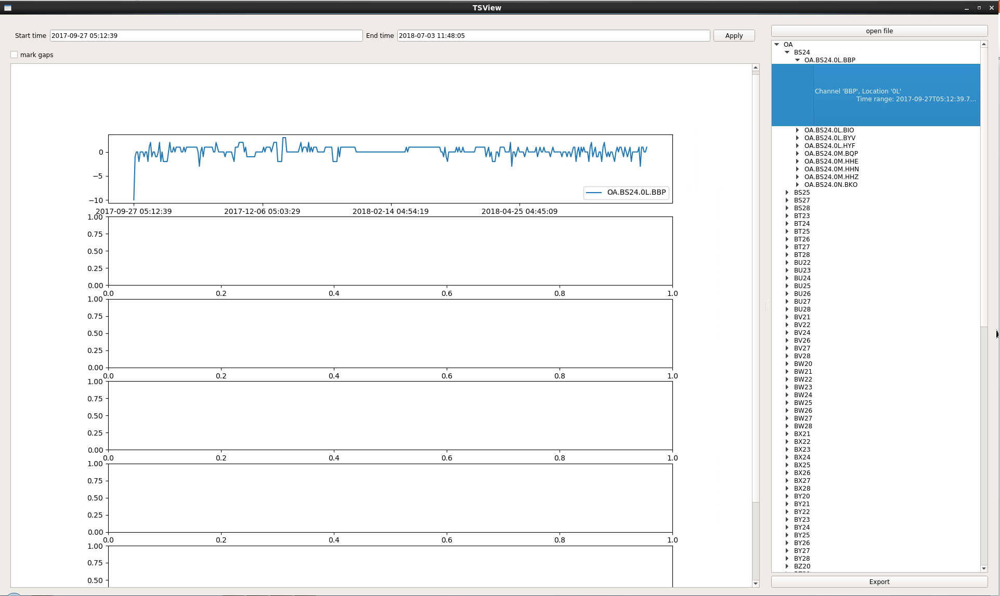 TSView
Start time 2017-09-27 05:12:39 End time 2018-07-03 11:48:05 Apply
mark gaps
0
−5
−10
OA.BS24.0L.BBP
2017-09-27 05:12:39 2017-12-06 05:03:29 2018-02-14 04:54:19 2018-04-25 04:45:09
1.00
0.75
0.50
0.25
0.00
0.0 0.2 0.4 0.6 0.8 1.0
1.00
0.75
0.50
0.25
0.00
0.0 0.2 0.4 0.6 0.8 1.0
1.00
0.75
0.50
0.25
0.00
0.0 0.2 0.4 0.6 0.8 1.0
1.00
0.75
0.50
0.25
0.00
0.0 0.2 0.4 0.6 0.8 1.0
1.00
0.75
0.50
open file
OA
BS24
OA.BS24.0L.BBP
Channel 'BBP', Location '0L'
Time range: 2017-09-27T05:12:39.7...
OA.BS24.0L.BIO
OA.BS24.0L.BYV
OA.BS24.0L.HYF
OA.BS24.0M.BQP
OA.BS24.0M.HHE
OA.BS24.0M.HHN
OA.BS24.0M.HHZ
OA.BS24.0N.BKO
BS25
BS27
BS28
BT23
BT24
BT25
BT26
BT27
BT28
BU22
BU23
BU24
BU25
BU26
BU27
BU28
BV21
BV22
BV24
BV26
BV27
BV28
BW20
BW21
BW22
BW23
BW24
BW25
BW26
BW27
BW28
BX21
BX22
BX23
BX24
BX25
BX26
BX27
BX28
BY20
BY21
BY22
BY23
BY24
BY25
BY26
BY27
BY28
BZ20
Export